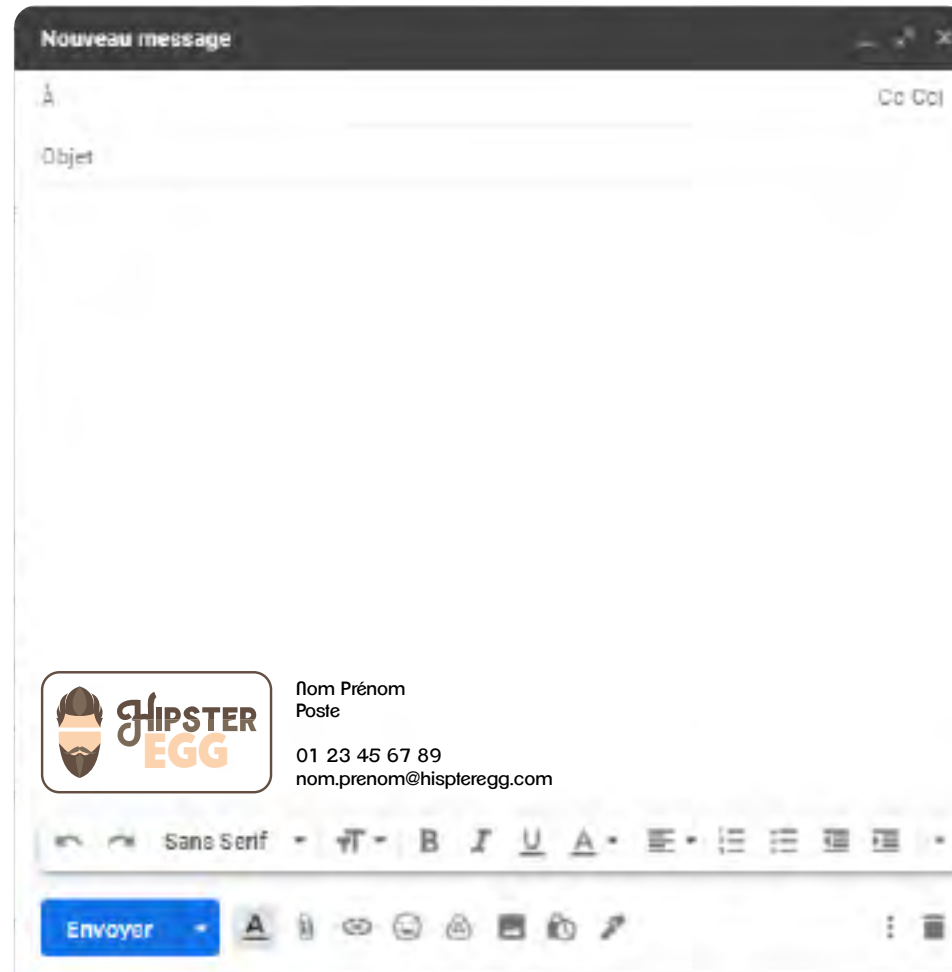 Nouveau message
À
Cc Cci
Objet
HIPSTER
EGG
Nom Prénom
Poste
01 23 45 67 89
nom.prenom@hispteregg.com
Sans Serif
Envoyer